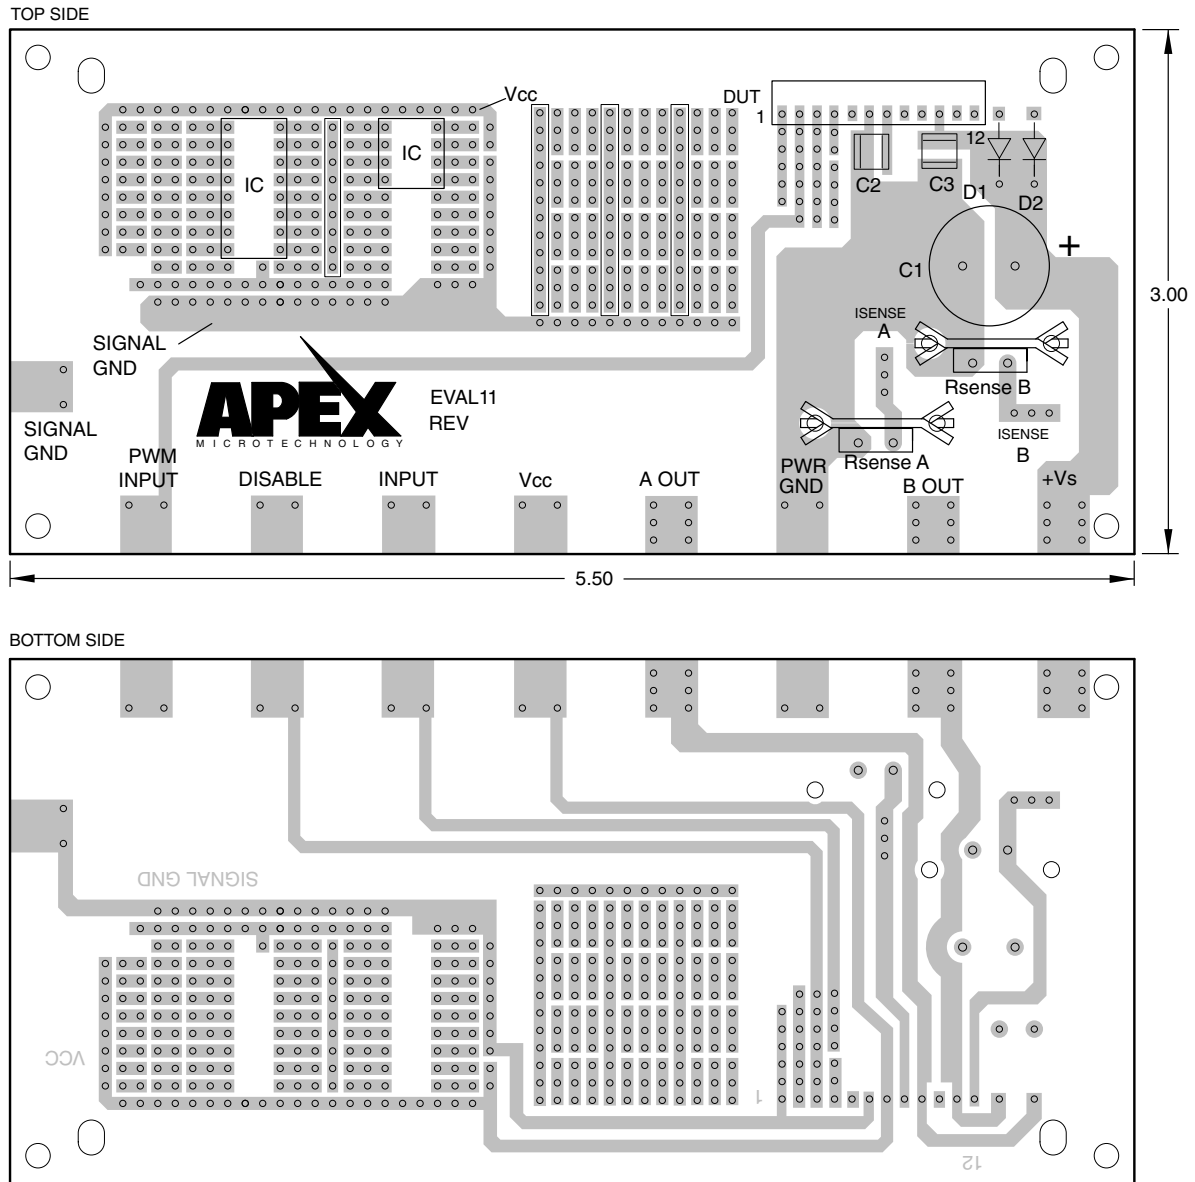 TOP SIDE
Vcc
DUT
1
12
IC
IC
C2
C3
D1
D2
C1
+
3.00
ISENSE
A
SIGNAL
GND
Rsense B
APEX
MICROTECHNOLOGY
EVAL11
REV
SIGNAL
GND
ISENSE
B
Rsense A
PWM
INPUT
DISABLE
INPUT
Vcc
A OUT
PWR
GND
B OUT
+Vs
5.50
BOTTOM SIDE
SIGNAL GND
VCC
1
12